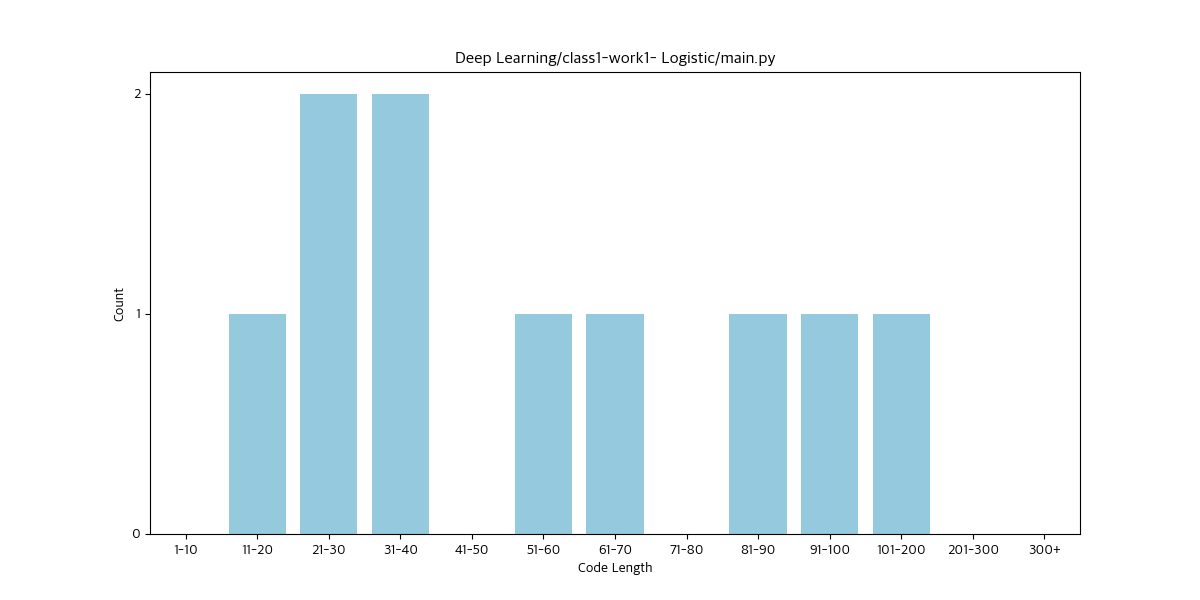 Deep Learning/class1-work1- Logistic/main.py
Count
2
1
0
1-10 11-20 21-30 31-40 41-50 51-60 61-70 71-80 81-90 91-100 101-200 201-300 300+
Code Length